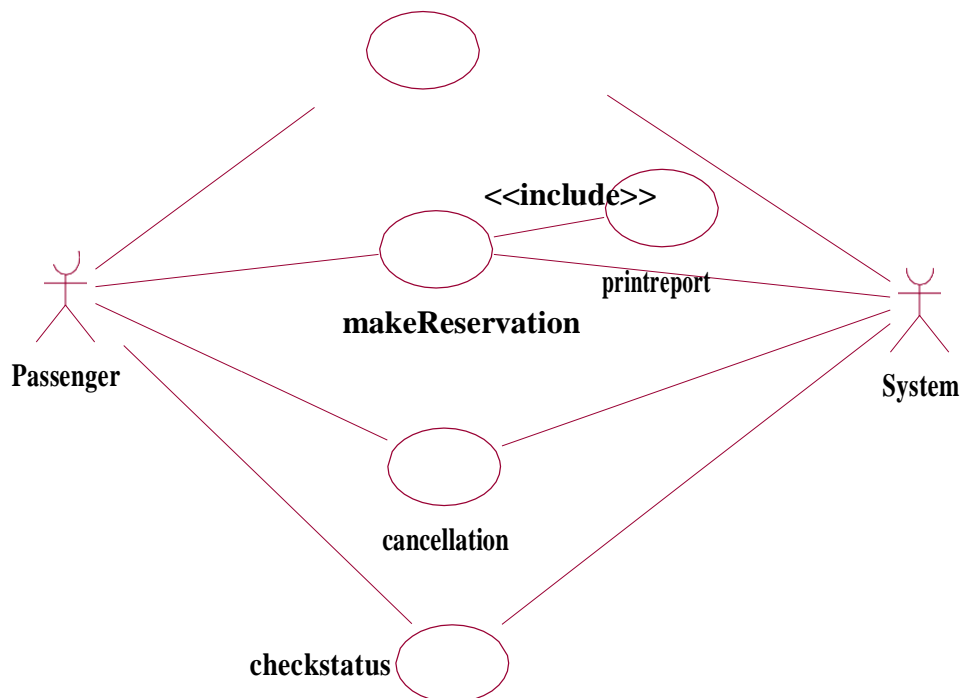 <<include>>
printreport
makeReservation
Passenger
System
cancellation
checkstatus